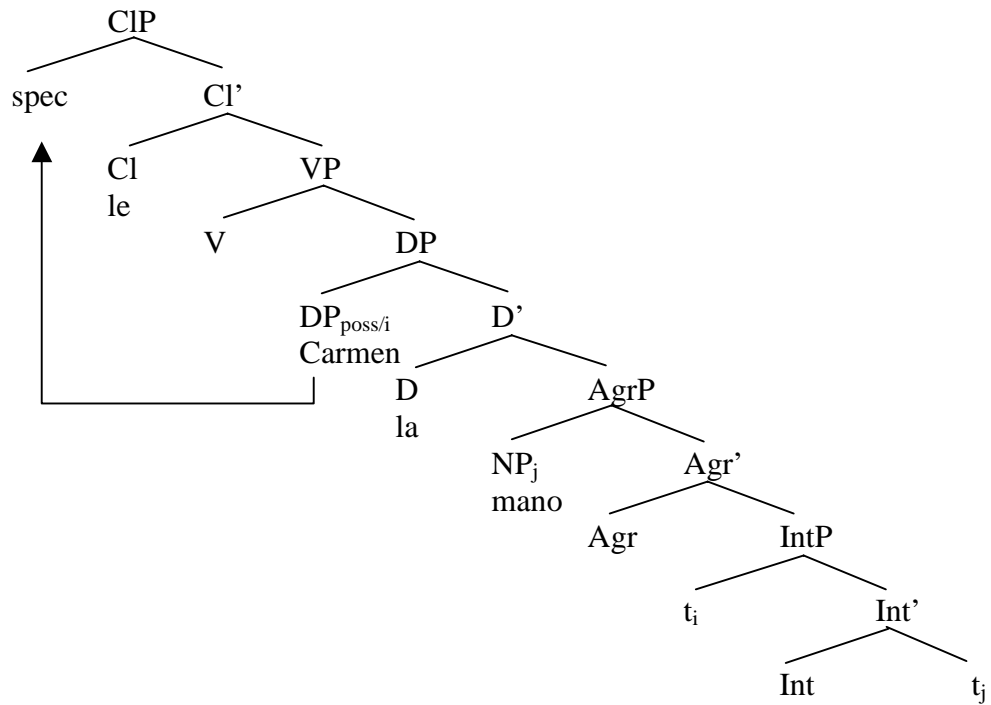 ClP
spec Cl’
Cl VP
le
V DP
DPposs/i D’
Carmen
D AgrP
la
NPj Agr’
mano
Agr IntP
ti Int’
Int tj